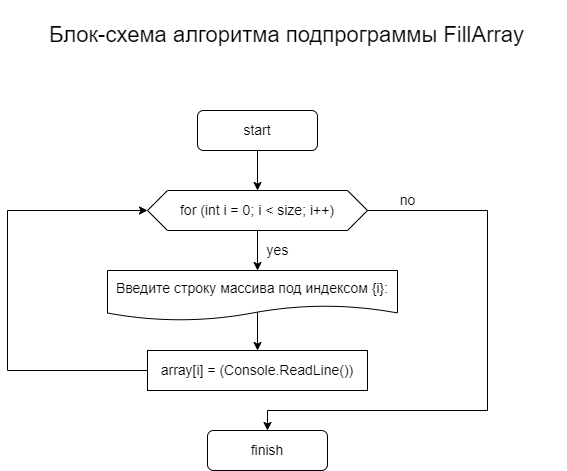 Блок-схема алгоритма подпрограммы FillArray
start
for (int i = 0; i < size; i++)
no
yes
Введите строку массива под индексом {i}:
array[i] = (Console.ReadLine())
finish